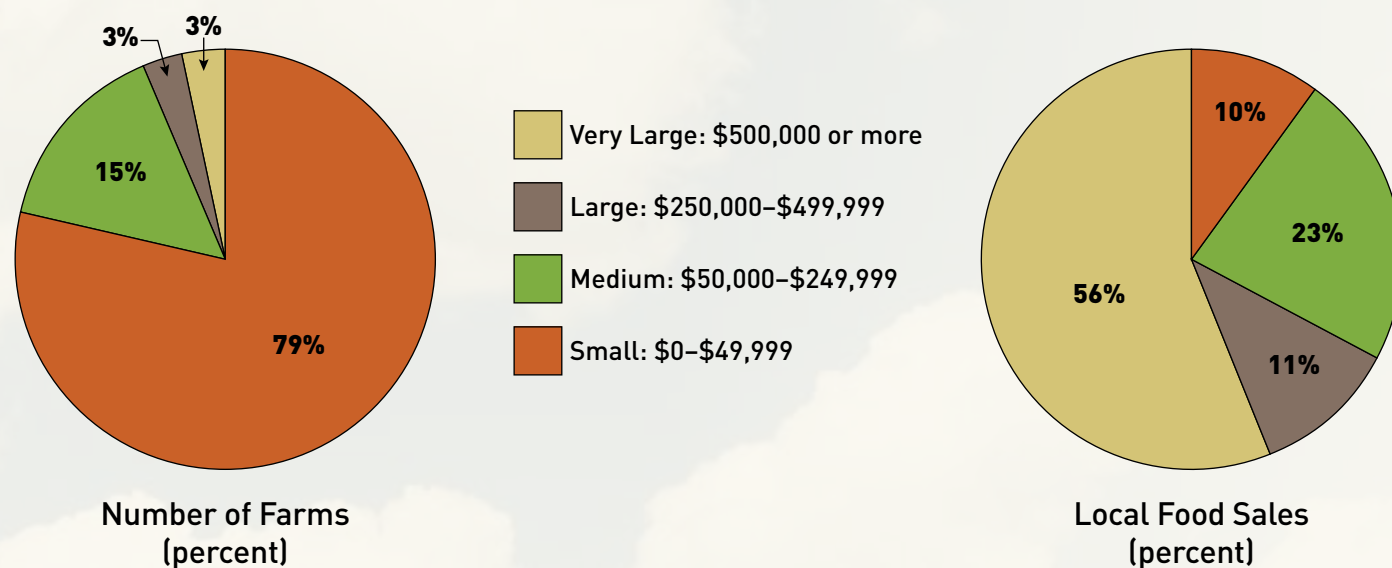 3%
3%
15%
79%
Number of Farms
(percent)
Very Large: $500,000 or more
Large: $250,000–$499,999
Medium: $50,000–$249,999
Small: $0–$49,999
10%
23%
56%
11%
Local Food Sales
(percent)